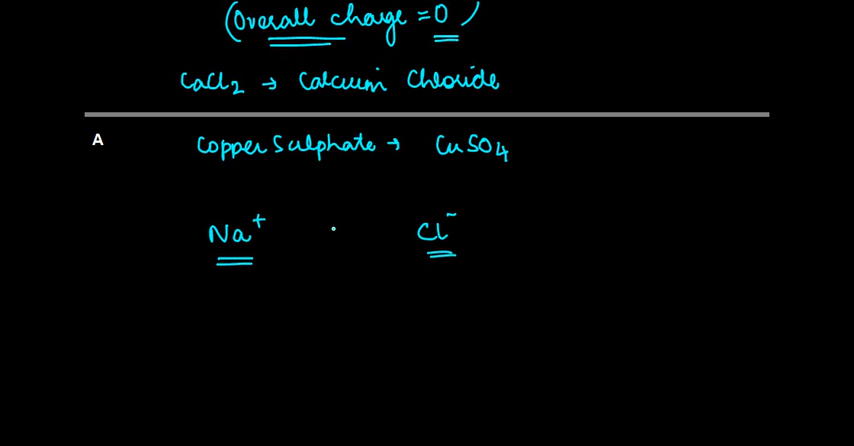 (Overall charge = 0)
CaCl2 → Calcium Chloride
A
Copper Sulphate → CuSO4
Na+ Cl-